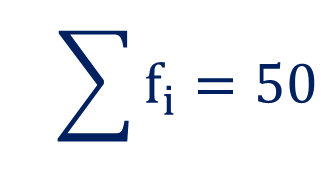 ∑ fᵢ = 50